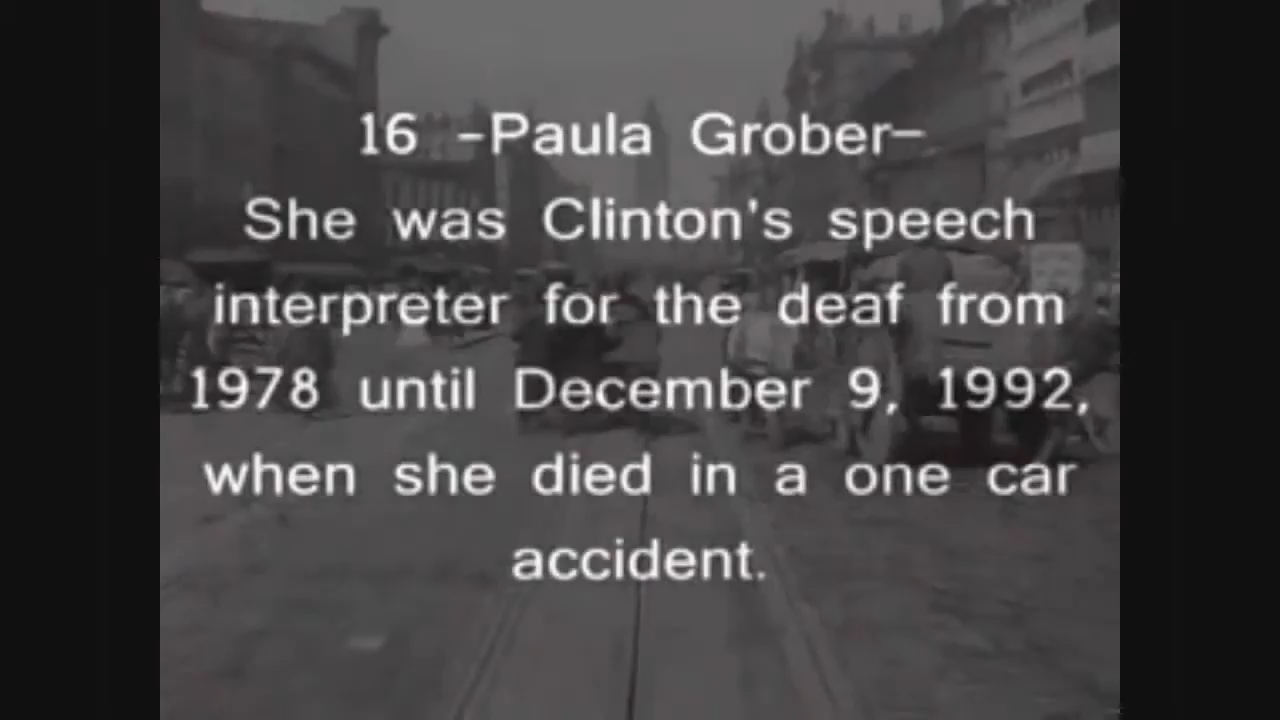 16 -Paula Grober-
She was Clinton's speech
interpreter for the deaf from
1978 until December 9, 1992,
when she died in a one car
accident.